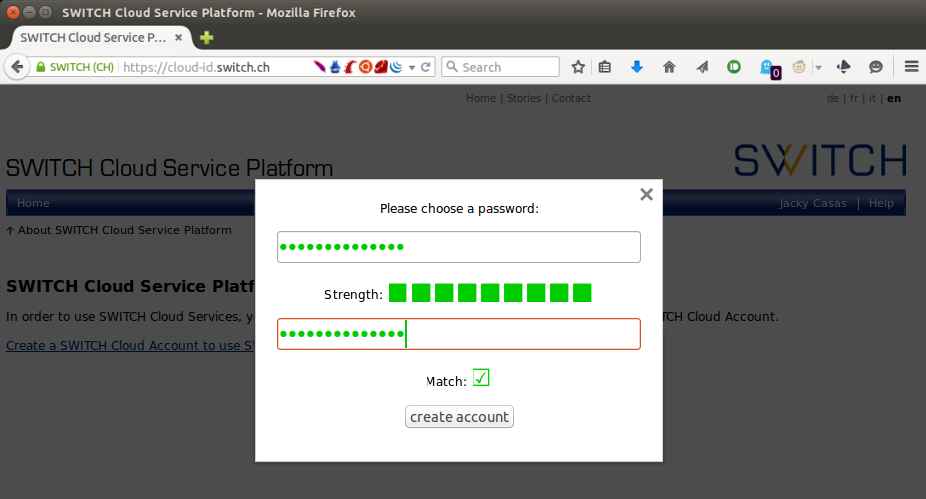 SWITCH Cloud Service Platform - Mozilla Firefox
SWITCH Cloud Service P...
SWITCH (CH) https://cloud-id.switch.ch Search 0
Home | Stories | Contact de | fr | it | en
SWITCH Cloud Service Platform SWITCH
Home Jacky Casas | Help
↑ About SWITCH Cloud Service Platform
Please choose a password:
••••••••••••••
SWITCH Cloud Service Platf
Strength:
In order to use SWITCH Cloud Services, y TCH Cloud Account.
••••••••••••••
Create a SWITCH Cloud Account to use S
Match: ☑
create account